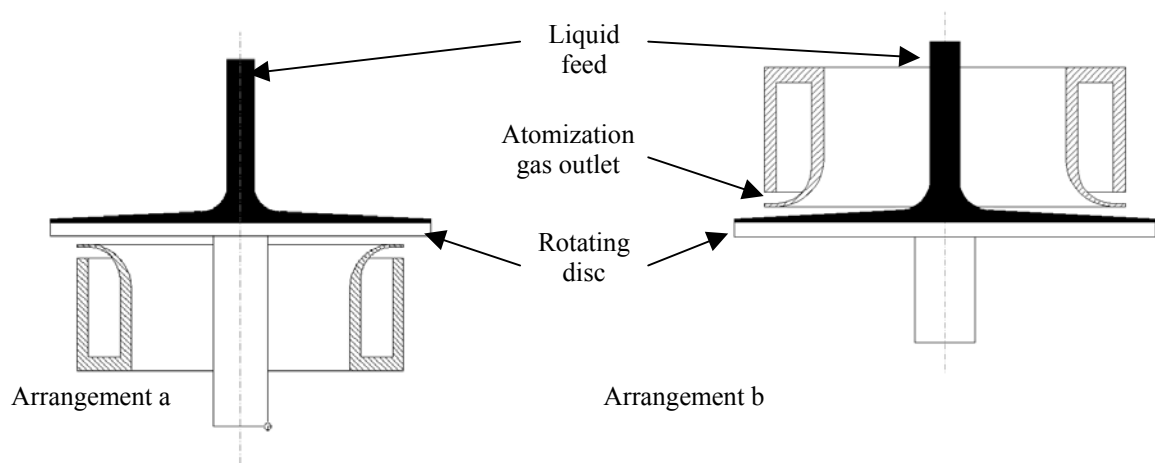 Liquid
feed
Atomization
gas outlet
Rotating
disc
Arrangement a
Arrangement b